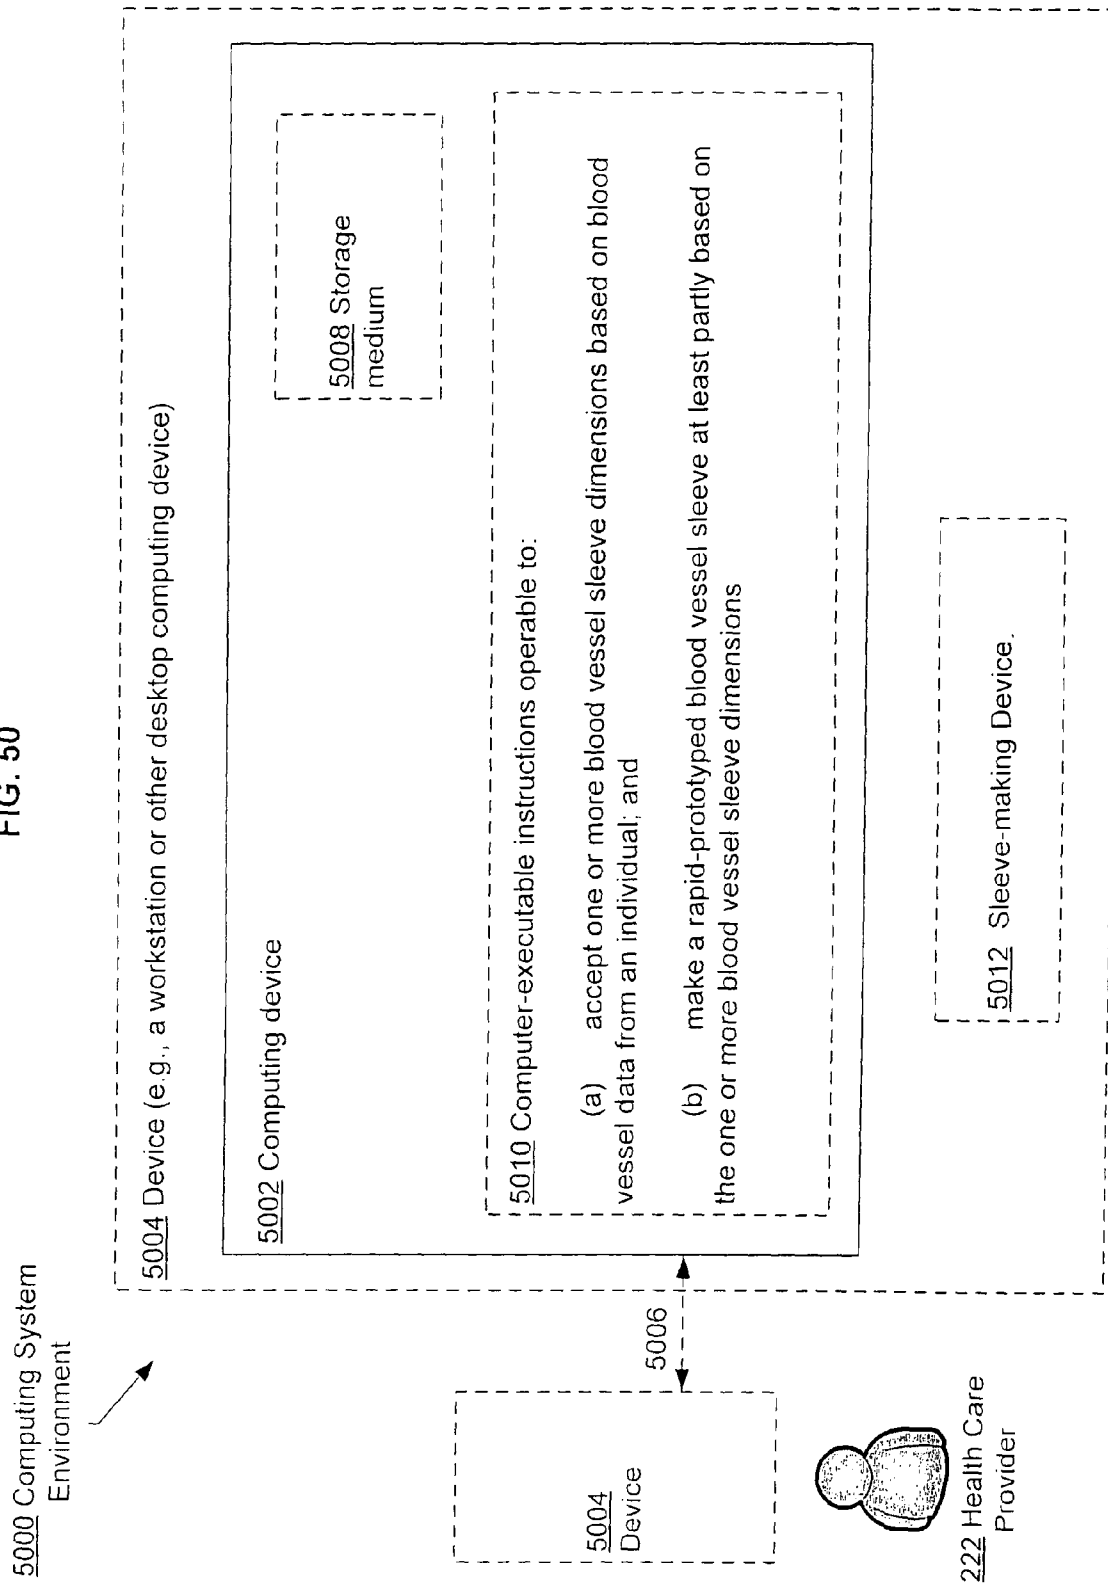 FIG. 50
5000 Computing System
Environment
5004 Device (e.g., a workstation or other desktop computing device)
5002 Computing device
5008 Storage
medium
5010 Computer-executable instructions operable to:
(a) accept one or more blood vessel sleeve dimensions based on blood
vessel data from an individual; and
(b) make a rapid-prototyped blood vessel sleeve at least partly based on
the one or more blood vessel sleeve dimensions
5012 Sleeve-making Device.
5006
5004
Device
222 Health Care
Provider